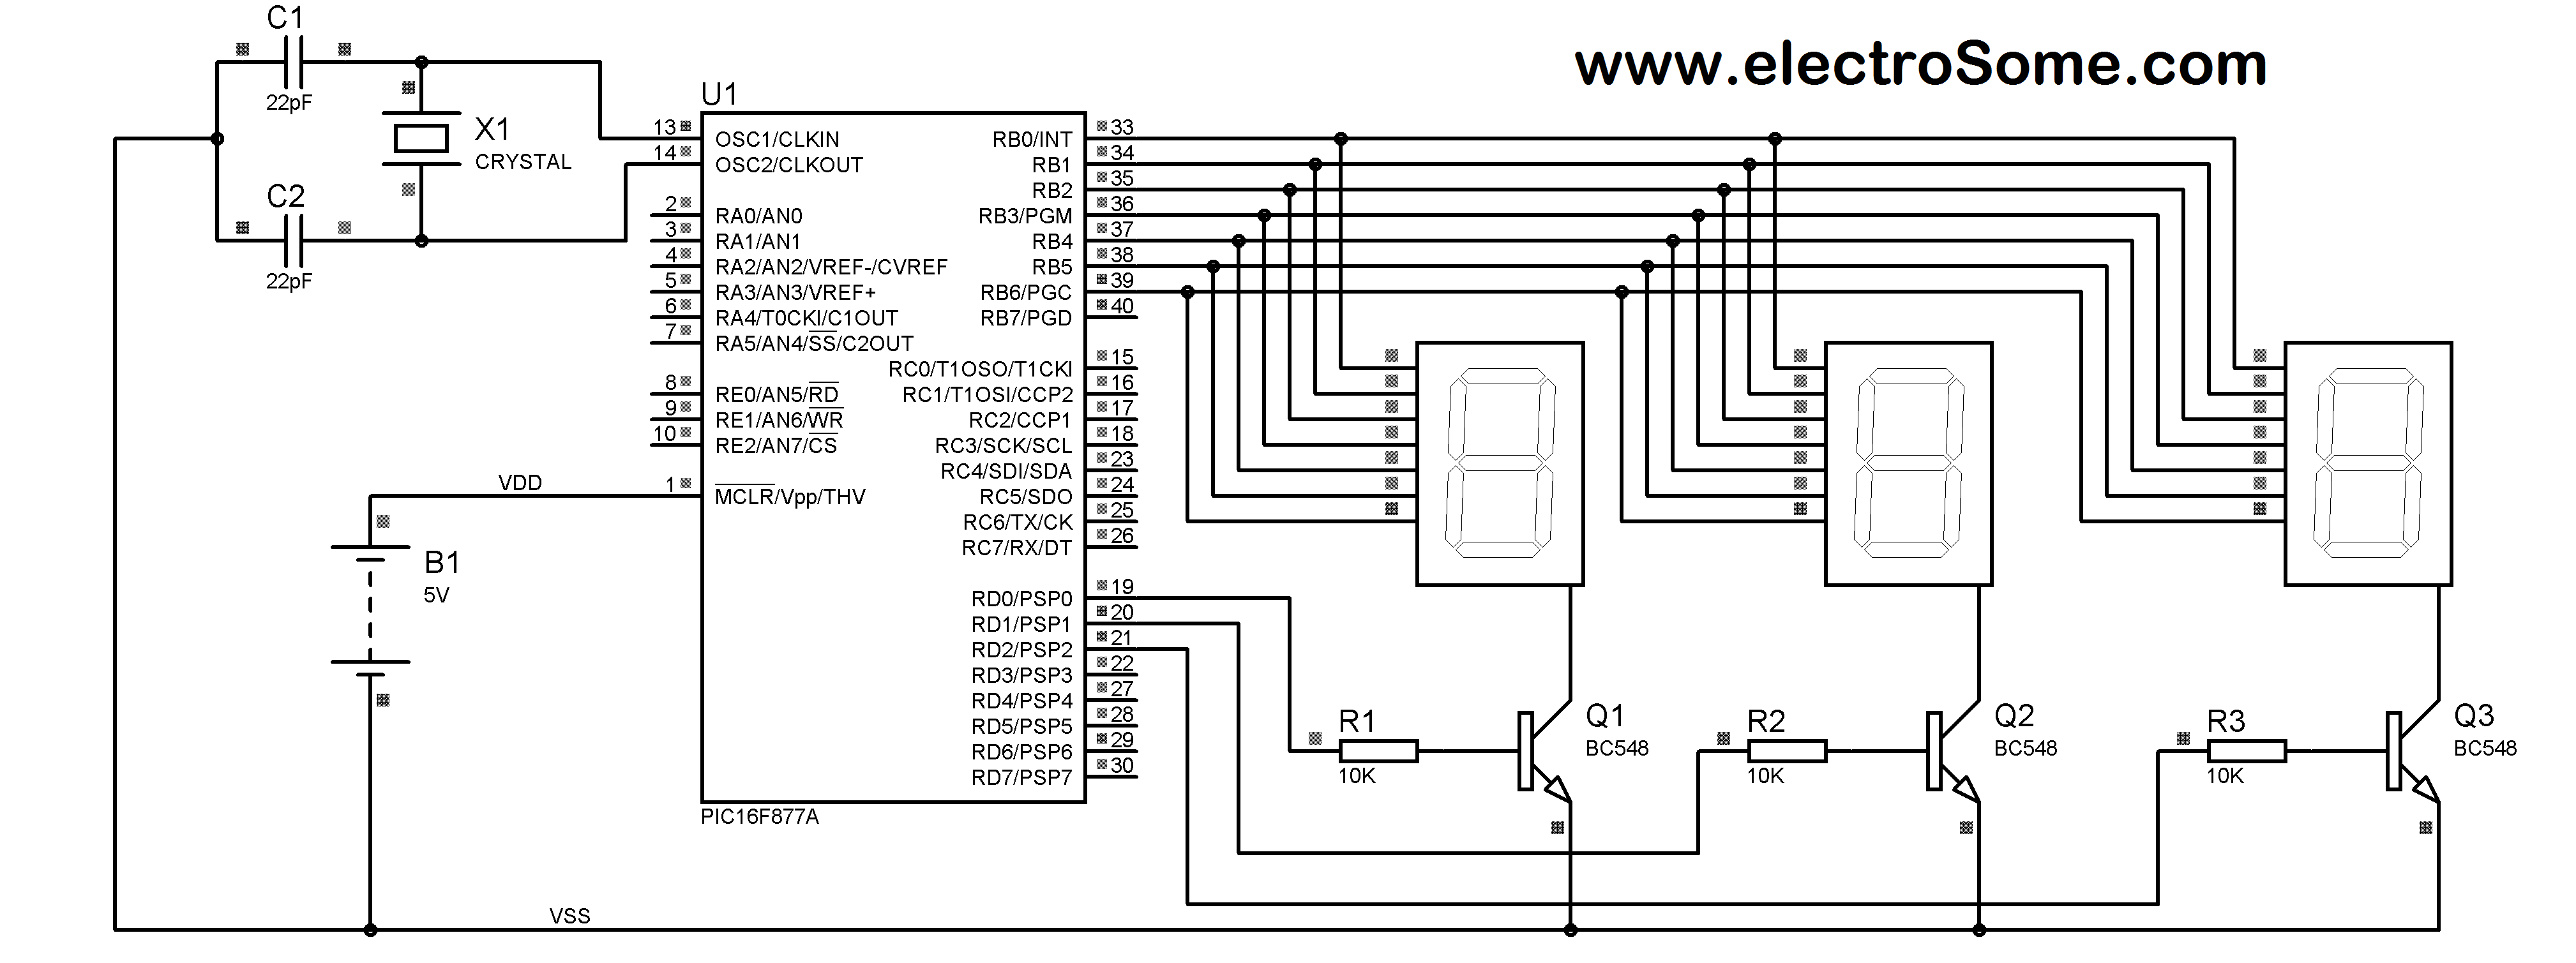 www.electroSome.com
C1
22pF
X1
CRYSTAL
C2
22pF
B1
5V
VDD
VSS
U1
13 OSC1/CLKIN
14 OSC2/CLKOUT
2 RA0/AN0
3 RA1/AN1
4 RA2/AN2/VREF-/CVREF
5 RA3/AN3/VREF+
6 RA4/T0CKI/C1OUT
7 RA5/AN4/SS/C2OUT
8 RE0/AN5/RD
9 RE1/AN6/WR
10 RE2/AN7/CS
1 MCLR/Vpp/THV
RB0/INT 33
RB1 34
RB2 35
RB3/PGM 36
RB4 37
RB5 38
RB6/PGC 39
RB7/PGD 40
RC0/T1OSO/T1CKI 15
RC1/T1OSI/CCP2 16
RC2/CCP1 17
RC3/SCK/SCL 18
RC4/SDI/SDA 23
RC5/SDO 24
RC6/TX/CK 25
RC7/RX/DT 26
RD0/PSP0 19
RD1/PSP1 20
RD2/PSP2 21
RD3/PSP3 22
RD4/PSP4 27
RD5/PSP5 28
RD6/PSP6 29
RD7/PSP7 30
PIC16F877A
R1
10K
Q1
BC548
R2
10K
Q2
BC548
R3
10K
Q3
BC548